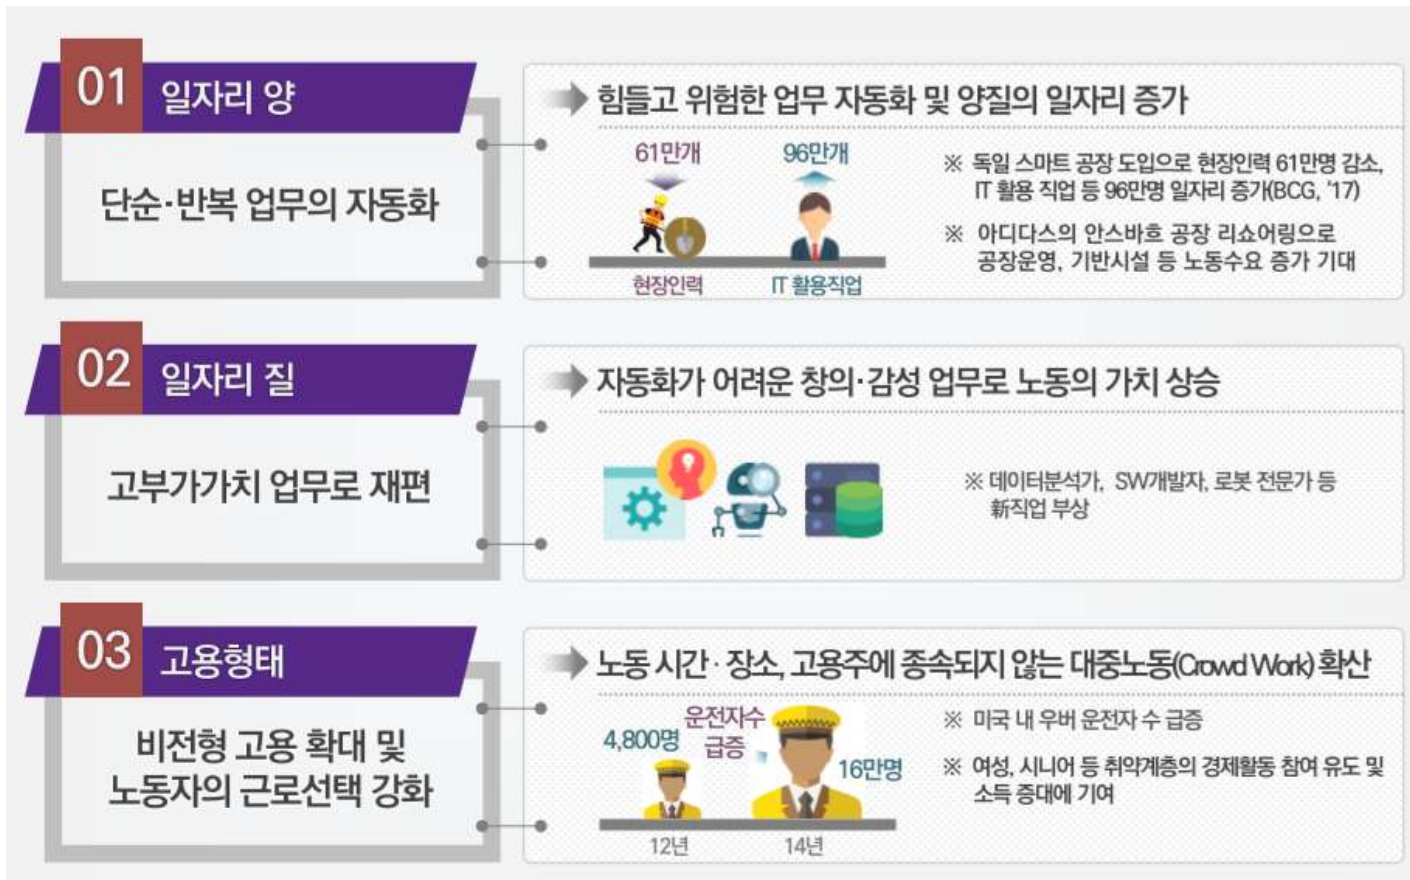 01 일자리 양
단순·반복 업무의 자동화
힘들고 위험한 업무 자동화 및 양질의 일자리 증가
61만개 96만개
현장인력 IT 활용직업
※ 독일 스마트 공장 도입으로 현장인력 61만명 감소,
IT 활용 직업 등 96만명 일자리 증가(BCG, '17)
※ 아디다스의 안스바흐 공장 리쇼어링으로
공장운영, 기반시설 등 노동수요 증가 기대
02 일자리 질
고부가가치 업무로 재편
자동화가 어려운 창의·감성 업무로 노동의 가치 상승
※ 데이터분석가, SW개발자, 로봇 전문가 등
新직업 부상
03 고용형태
비전형 고용 확대 및
노동자의 근로선택 강화
노동 시간·장소, 고용주에 종속되지 않는 대중노동(Crowd Work) 확산
4,800명
운전자수
급증
16만명
12년 14년
※ 미국 내 우버 운전자 수 급증
※ 여성, 시니어 등 취약계층의 경제활동 참여 유도 및
소득 증대에 기여